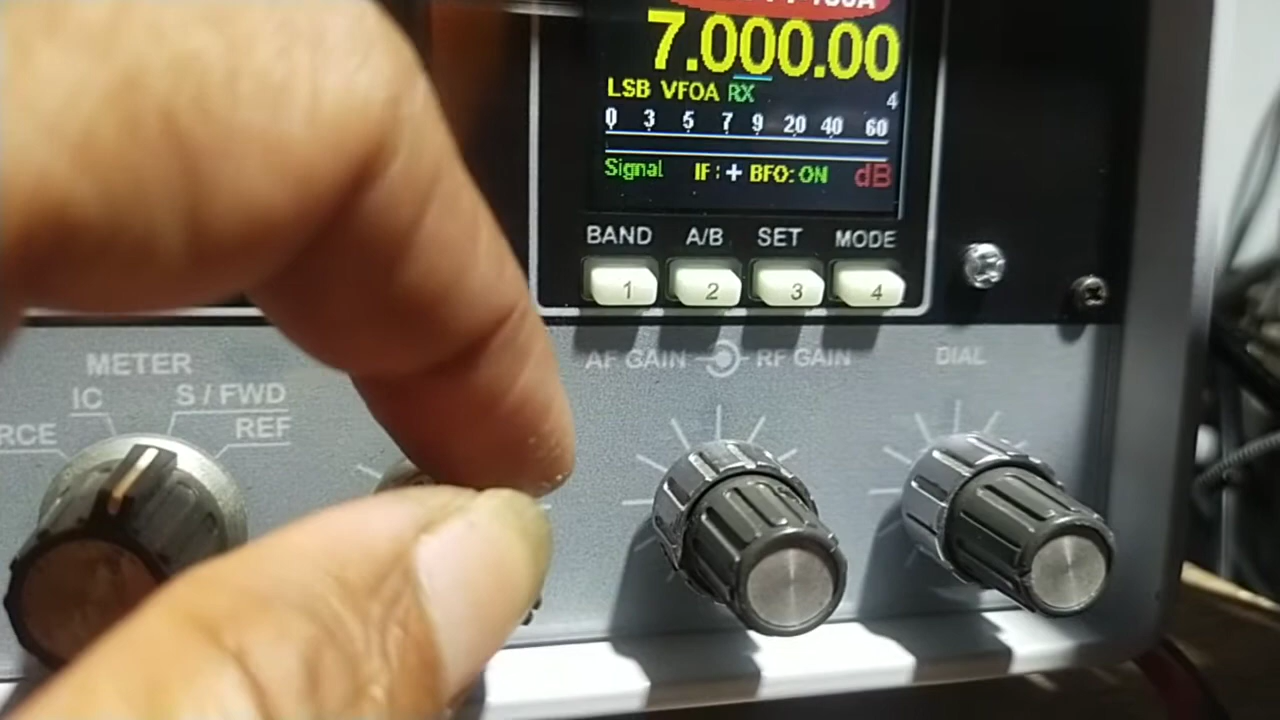 7.000.00
LSB VFOA RX
4
0 3 5 7 9 20 40 60
Signal IF:+ BFO: ON dB
BAND A/B SET MODE
1 2 3 4
AF GAIN RF GAIN DIAL
METER
IC S / FWD
REF